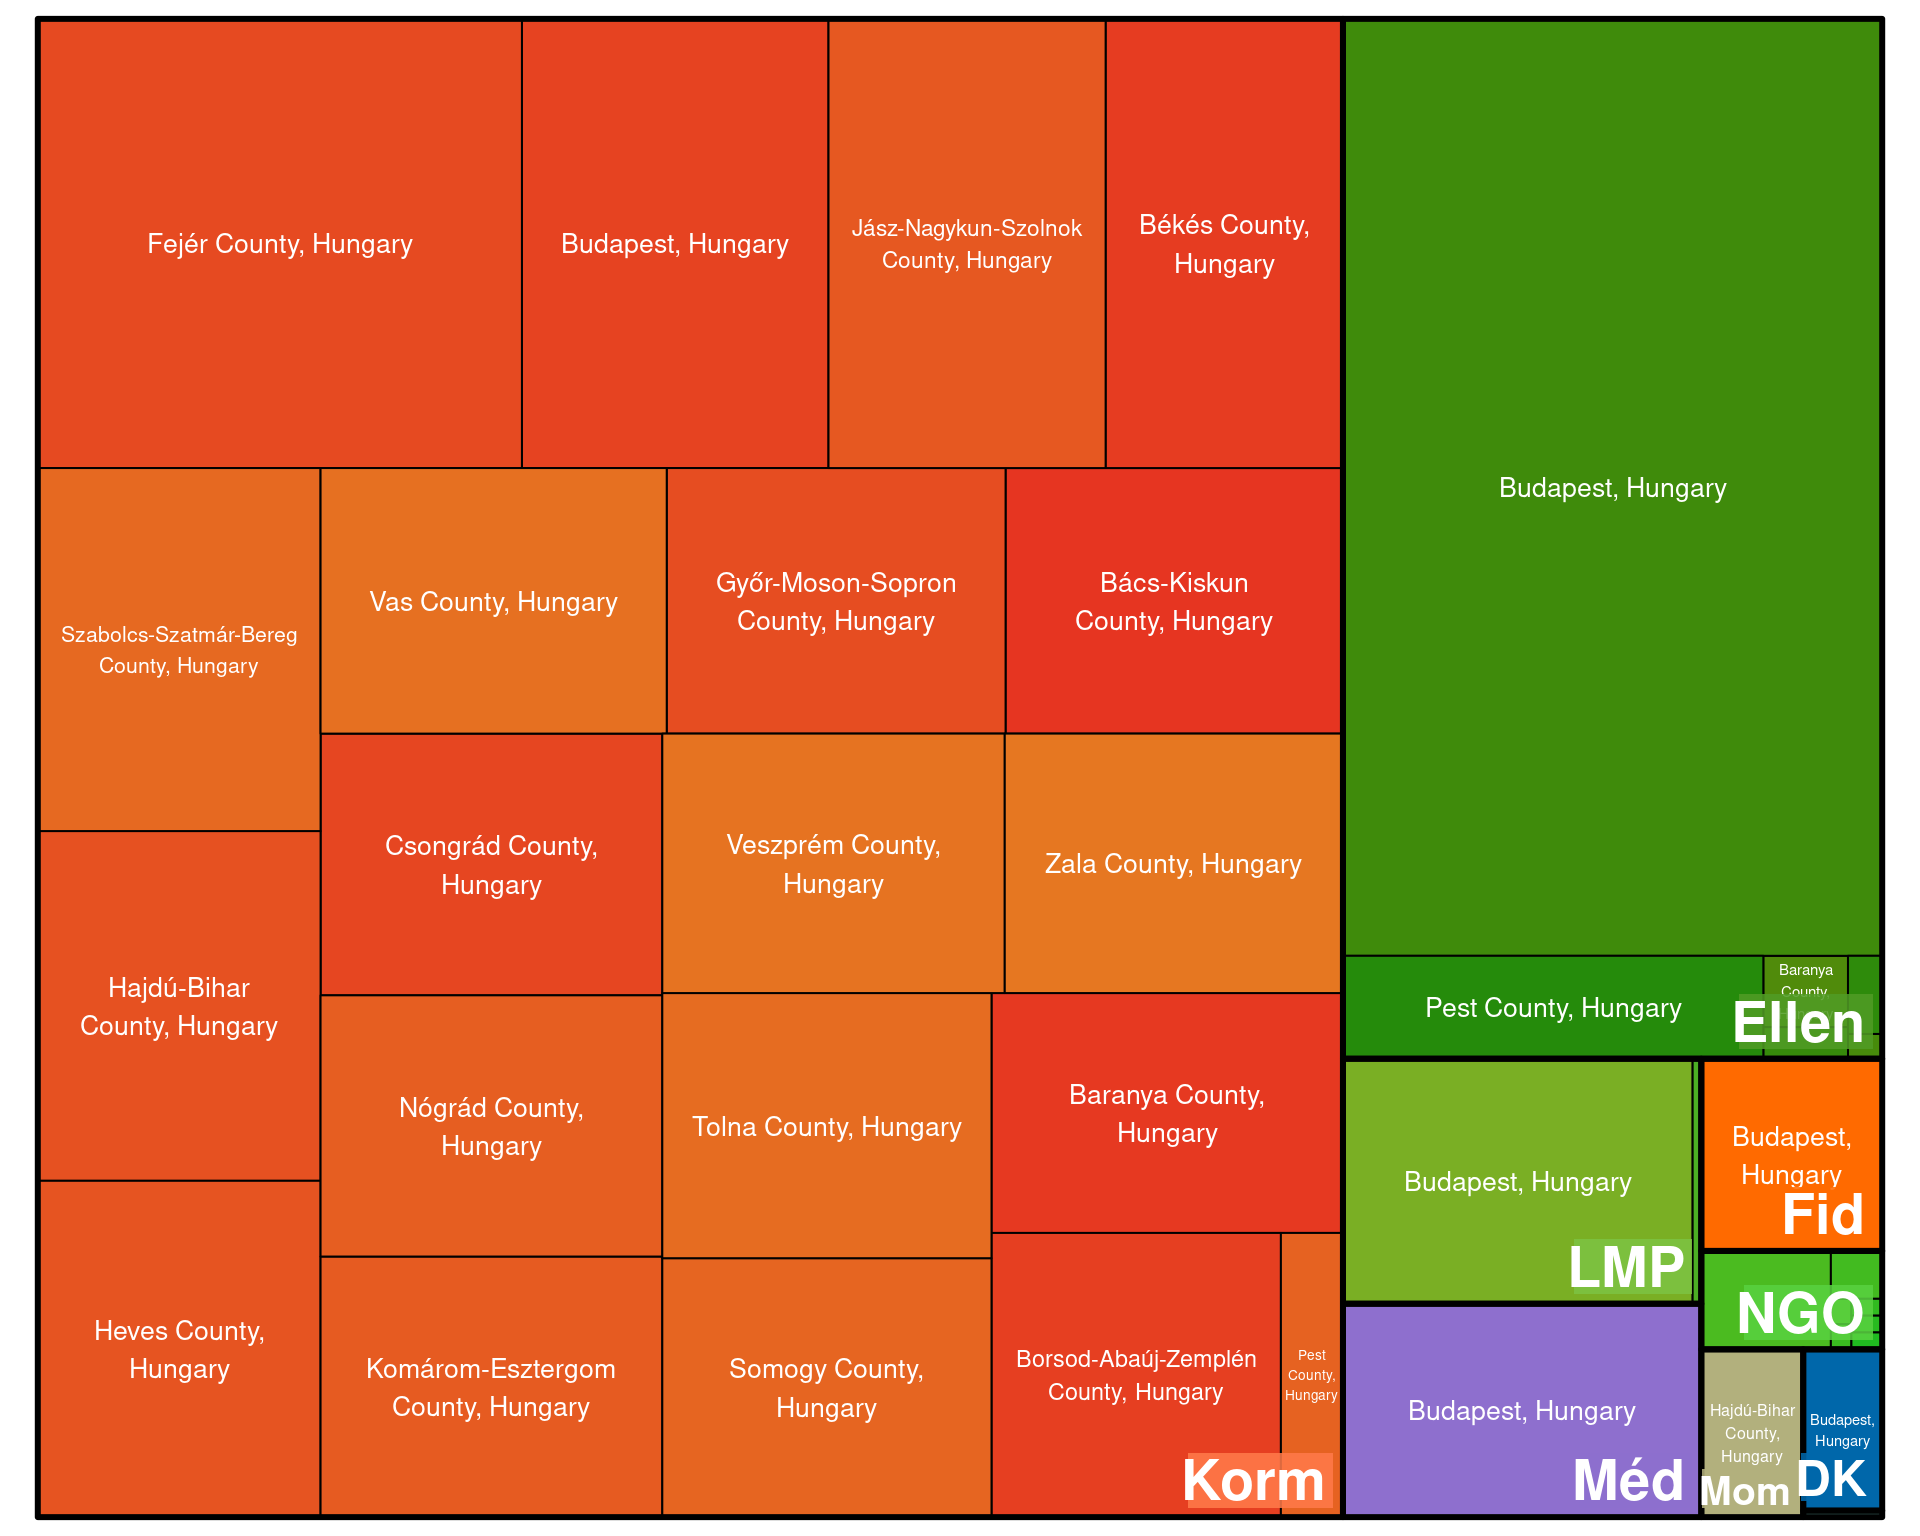 Fejér County, Hungary
Budapest, Hungary
Jász-Nagykun-Szolnok
County, Hungary
Békés County,
Hungary
Szabolcs-Szatmár-Bereg
County, Hungary
Vas County, Hungary
Győr-Moson-Sopron
County, Hungary
Bács-Kiskun
County, Hungary
Csongrád County,
Hungary
Veszprém County,
Hungary
Zala County, Hungary
Hajdú-Bihar
County, Hungary
Nógrád County,
Hungary
Tolna County, Hungary
Baranya County,
Hungary
Heves County,
Hungary
Komárom-Esztergom
County, Hungary
Somogy County,
Hungary
Borsod-Abaúj-Zemplén
County, Hungary
Pest
County,
Hungary
Korm
Budapest, Hungary
Pest County, Hungary
Baranya
County,
Ellen
Budapest, Hungary
LMP
Budapest,
Hungary
Fid
NGO
Budapest, Hungary
Méd
Hajdú-Bihar
County,
Hungary
Mom
Budapest,
Hungary
DK